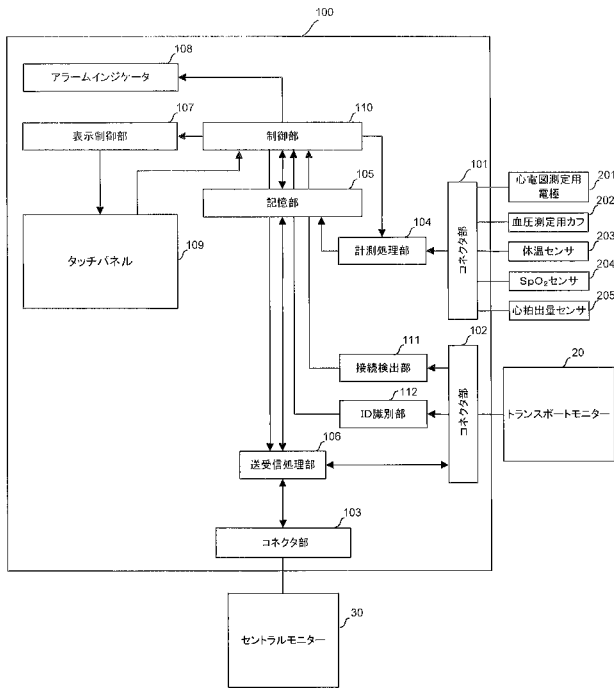 100
108
アラームインジケータ
107
表示制御部
110
制御部
105
記憶部
101
コネクタ部
心電図測定用
電極
201
血圧測定用カフ
202
体温センサ
203
SpO₂センサ
204
心拍出量センサ
205
104
計測処理部
タッチパネル
109
102
コネクタ部
111
接続検出部
112
ID識別部
20
トランスポートモニター
106
送受信処理部
103
コネクタ部
セントラルモニター
30